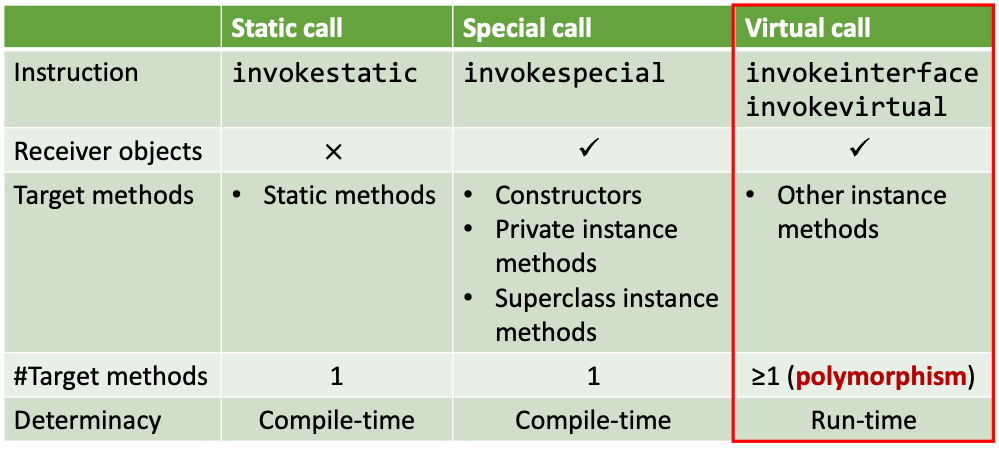 Static call Special call Virtual call
Instruction invokestatic invokespecial invokeinterface
invokevirtual
Receiver objects × ✓ ✓
Target methods • Static methods • Constructors • Other instance
• Private instance methods
methods
• Superclass instance
methods
#Target methods 1 1 ≥1 (polymorphism)
Determinacy Compile-time Compile-time Run-time